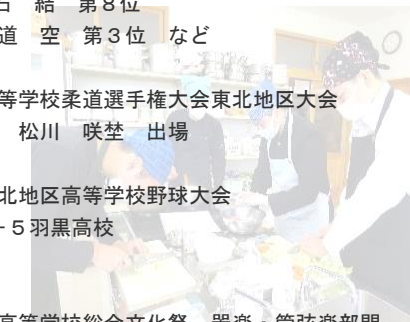 石　結　第８位
道　空　第３位　など
等学校柔道選手権大会東北地区大会
松川　咲埜　出場
北地区高等学校野球大会
-５羽黒高校
高等学校総合文化祭　器楽・管弦楽部門